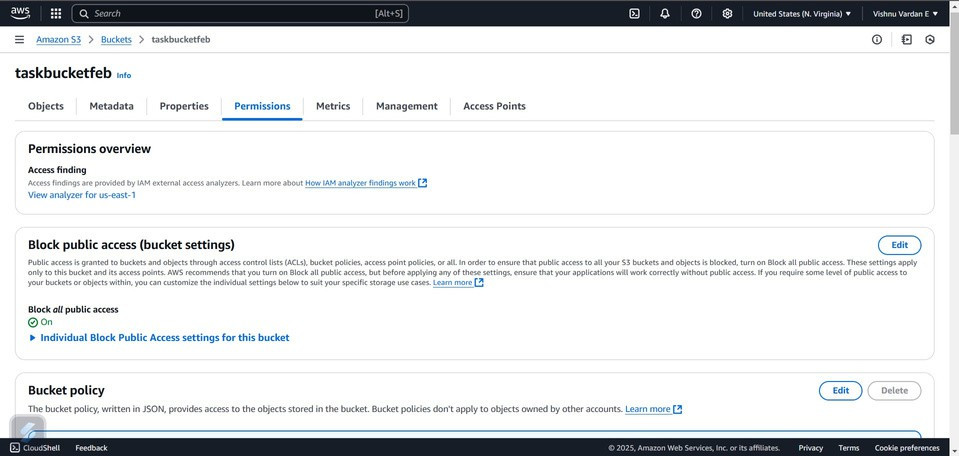 aws
Search [Alt+S]
United States (N. Virginia) ▼ Vishnu Vardan E ▼
Amazon S3 > Buckets > taskbucketfeb
taskbucketfeb Info
Objects Metadata Properties Permissions Metrics Management Access Points
Permissions overview
Access finding
Access findings are provided by IAM external access analyzers. Learn more about How IAM analyzer findings work
View analyzer for us-east-1
Block public access (bucket settings) Edit
Public access is granted to buckets and objects through access control lists (ACLs), bucket policies, access point policies, or all. In order to ensure that public access to all your S3 buckets and objects is blocked, turn on Block all public access. These settings apply
only to this bucket and its access points. AWS recommends that you turn on Block all public access, but before applying any of these settings, ensure that your applications will work correctly without public access. If you require some level of public access to
your buckets or objects within, you can customize the individual settings below to suit your specific storage use cases. Learn more
Block all public access
On
Individual Block Public Access settings for this bucket
Bucket policy Edit Delete
The bucket policy, written in JSON, provides access to the objects stored in the bucket. Bucket policies don't apply to objects owned by other accounts. Learn more
CloudShell Feedback © 2025, Amazon Web Services, Inc. or its affiliates. Privacy Terms Cookie preferences